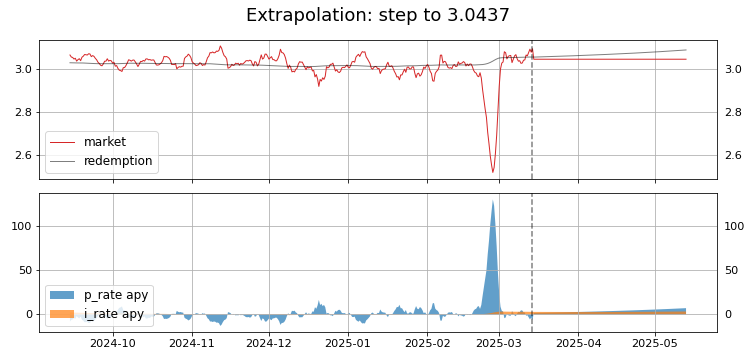 Extrapolation: step to 3.0437
3.0 3.0
2.8 2.8
2.6 2.6
market
redemption
100 100
50 50
0 0
p_rate apy
i_rate apy
2024-10 2024-11 2024-12 2025-01 2025-02 2025-03 2025-04 2025-05